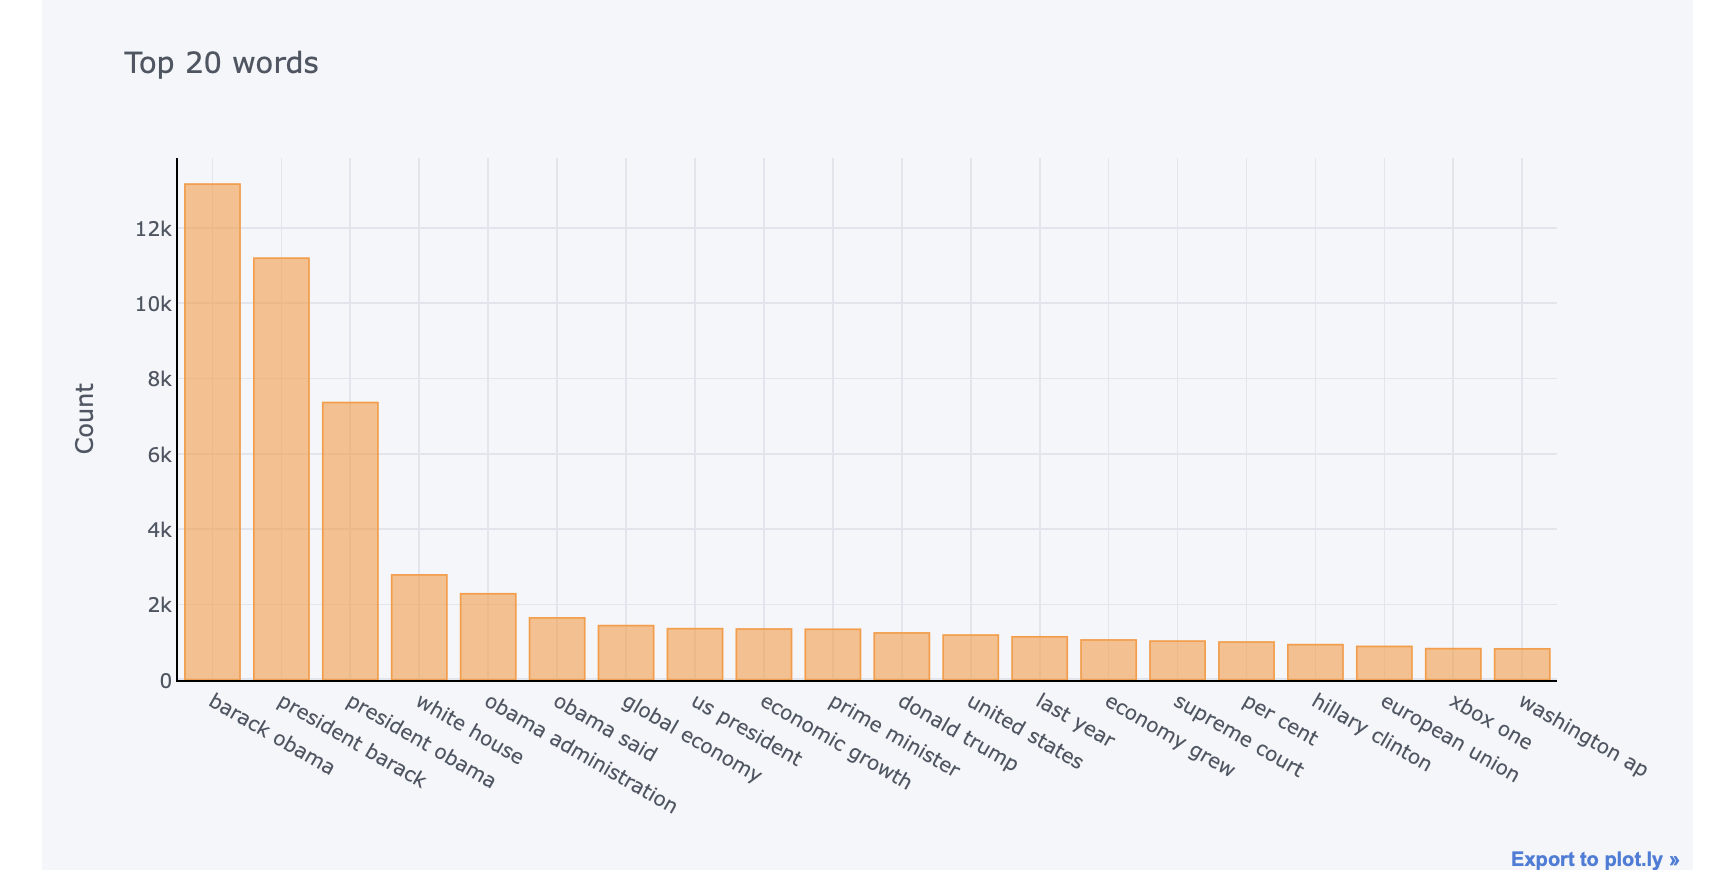 Top 20 words
Count
12k
10k
8k
6k
4k
2k
0
barack obama
president barack
president obama
white house
obama administration
obama said
global economy
us president
economic growth
prime minister
donald trump
united states
last year
economy grew
supreme court
per cent
hillary clinton
european union
xbox one
washington ap
Export to plot.ly »